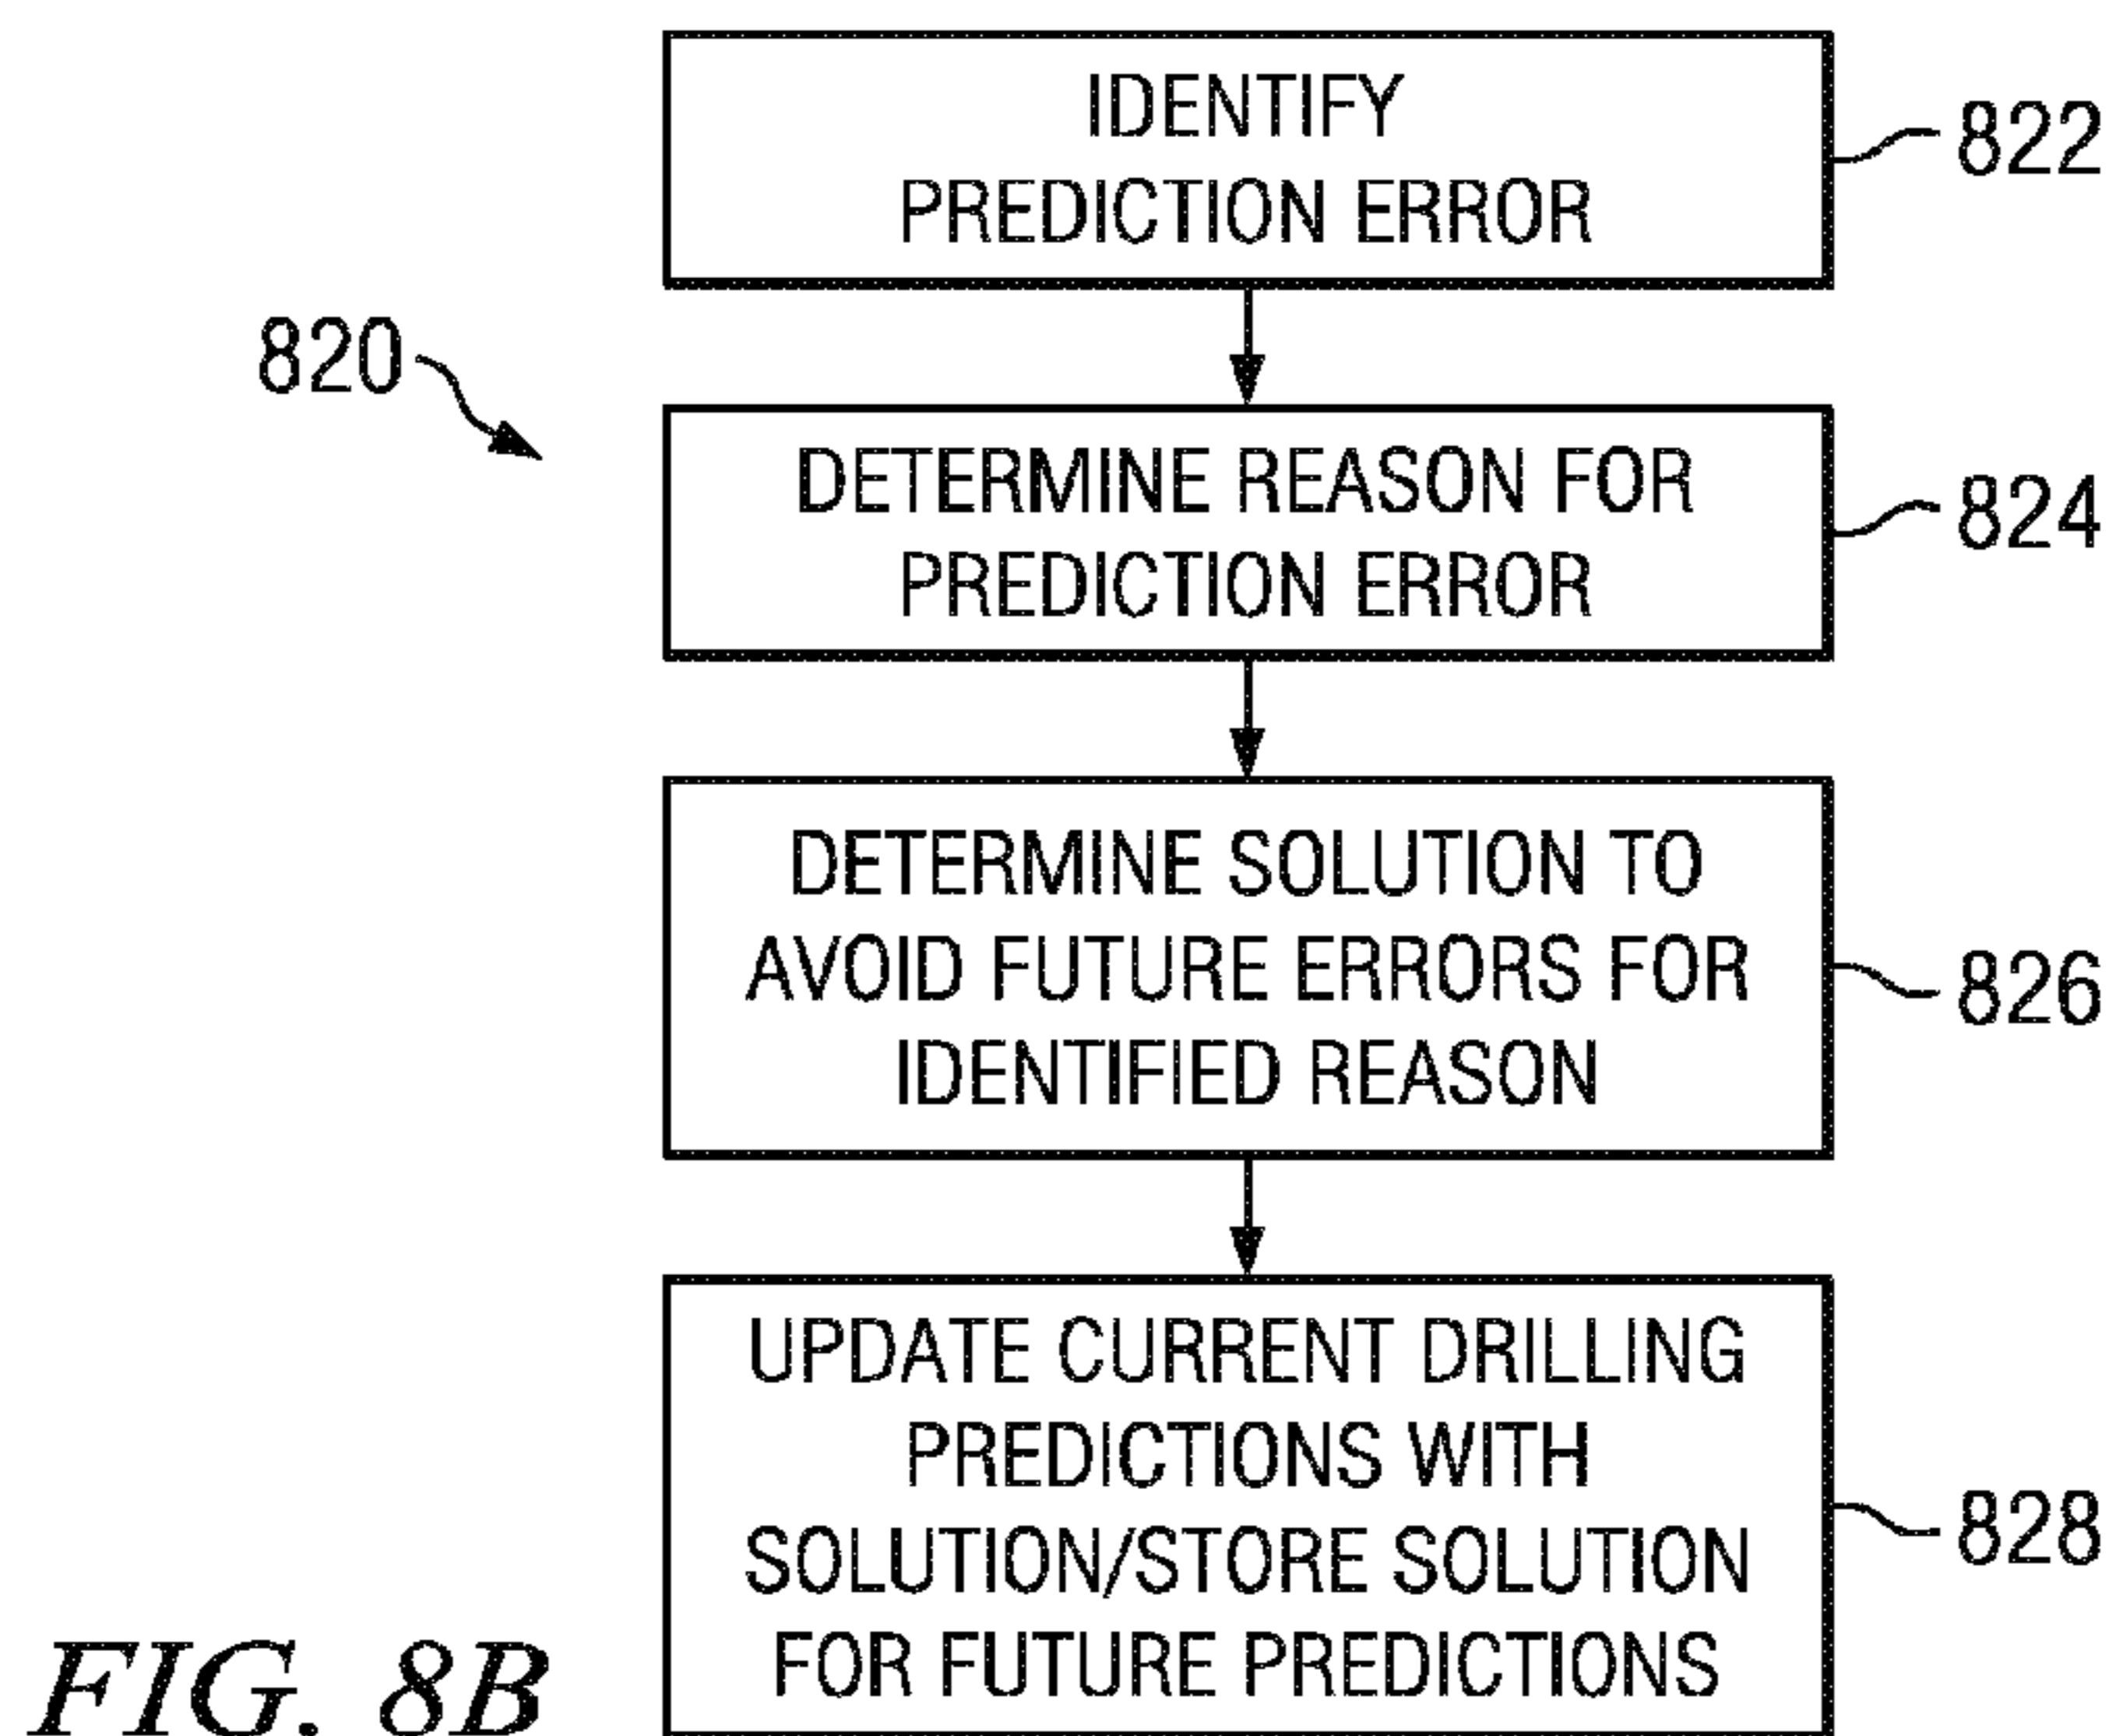 IDENTIFY
PREDICTION ERROR
822
820
DETERMINE REASON FOR
PREDICTION ERROR
824
DETERMINE SOLUTION TO
AVOID FUTURE ERRORS FOR
IDENTIFIED REASON
826
UPDATE CURRENT DRILLING
PREDICTIONS WITH
SOLUTION/STORE SOLUTION
FOR FUTURE PREDICTIONS
828
FIG. 8B